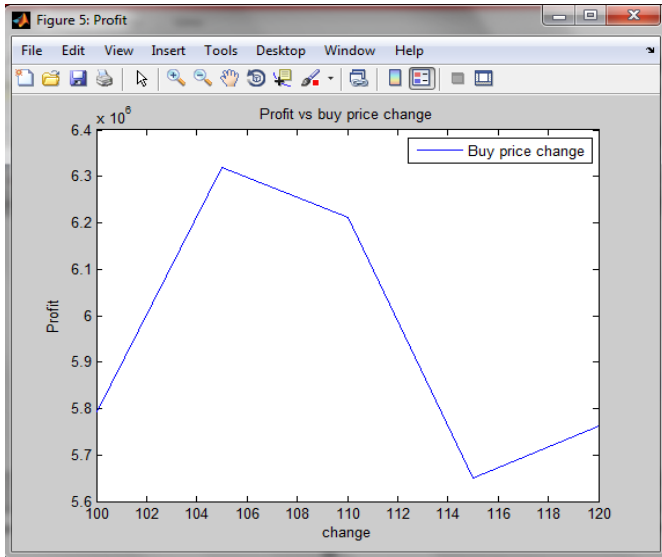 Figure 5: Profit
File Edit View Insert Tools Desktop Window Help
x 10^6
Profit vs buy price change
Buy price change
6.4
6.3
6.2
6.1
6
5.9
5.8
5.7
5.6
Profit
100 102 104 106 108 110 112 114 116 118 120
change